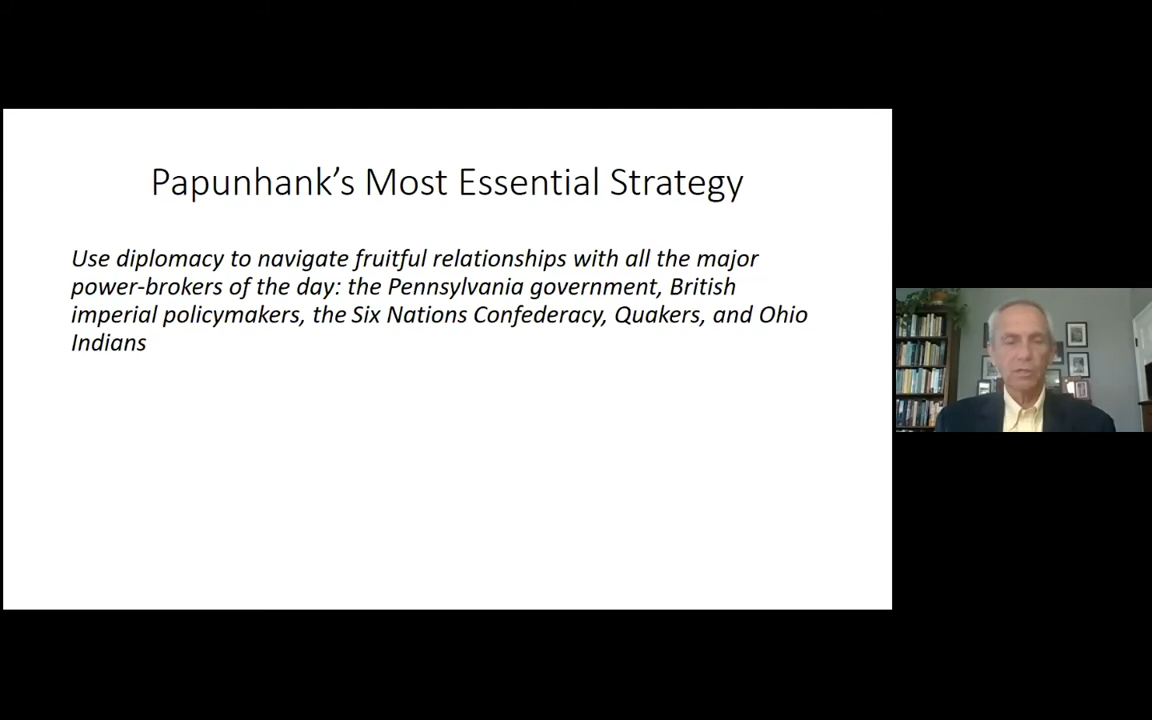 Papunhank’s Most Essential Strategy
Use diplomacy to navigate fruitful relationships with all the major
power-brokers of the day: the Pennsylvania government, British
imperial policymakers, the Six Nations Confederacy, Quakers, and Ohio
Indians